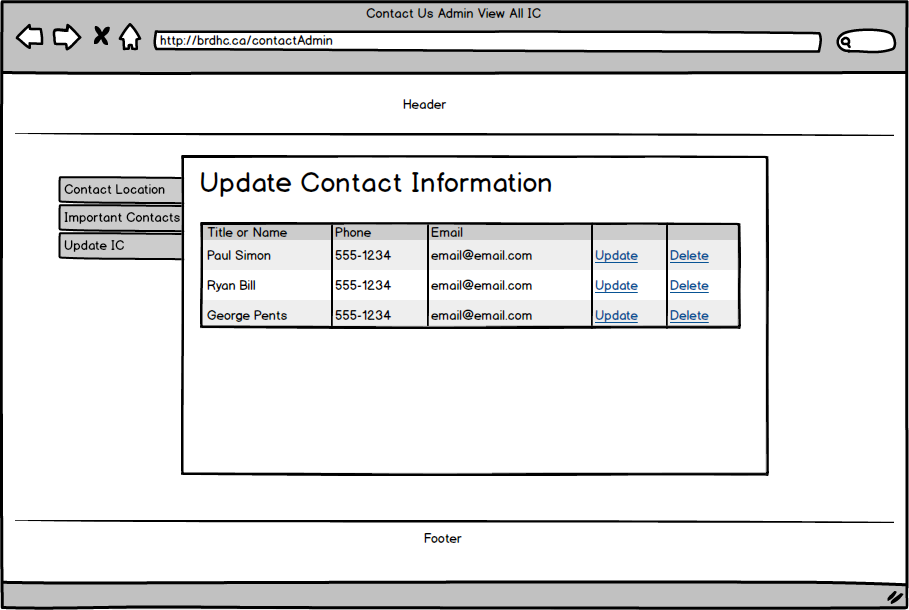 Contact Us Admin View All IC
http://brdhc.ca/contactAdmin
Header
Contact Location
Important Contacts
Update IC
Update Contact Information
Title or Name Phone Email
Paul Simon 555-1234 email@email.com Update Delete
Ryan Bill 555-1234 email@email.com Update Delete
George Pents 555-1234 email@email.com Update Delete
Footer